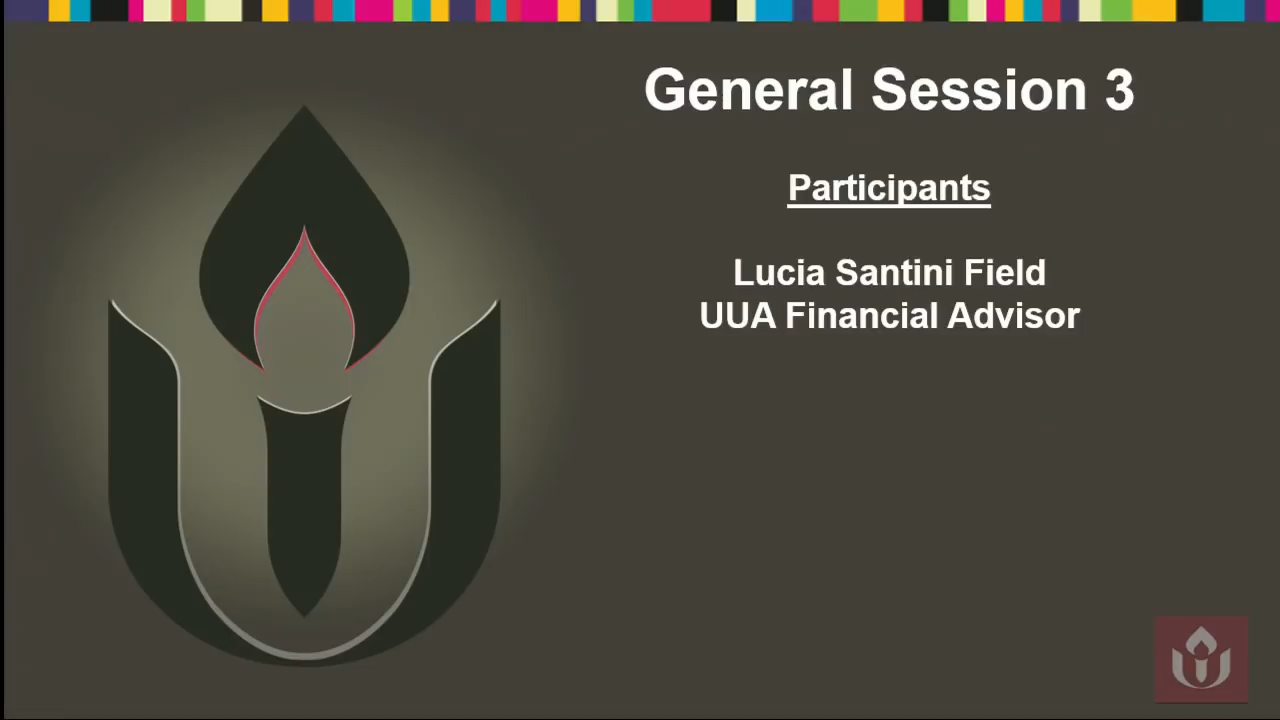 General Session 3
Participants
Lucia Santini Field
UUA Financial Advisor